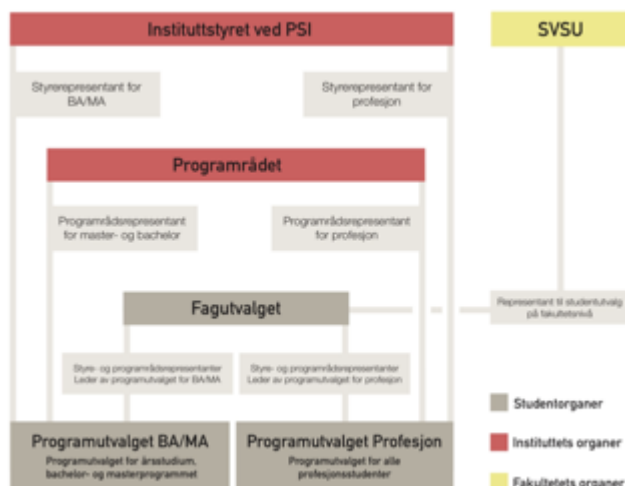 Instituttstyret ved PSI
SVSU
Styrerepresentant for
BA/MA
Styrerepresentant for
profesjon
Programrådet
Programrådsrepresentant
for master- og bachelor
Programrådsrepresentant
for profesjon
Fagutvalget
Representant til studentutvalg
på fakultetsnivå
Styre- og programrådsrepresentanter
Leder av programutvalget for BA/MA
Styre- og programrådsrepresentanter
Leder av programutvalget for profesjon
Programutvalget BA/MA
Programutvalget for årsstudium,
bachelor- og masterprogrammet
Programutvalget Profesjon
Programutvalget for alle
profesjonsstudenter
Studentorganer
Instituttets organer
Fakultetets organer